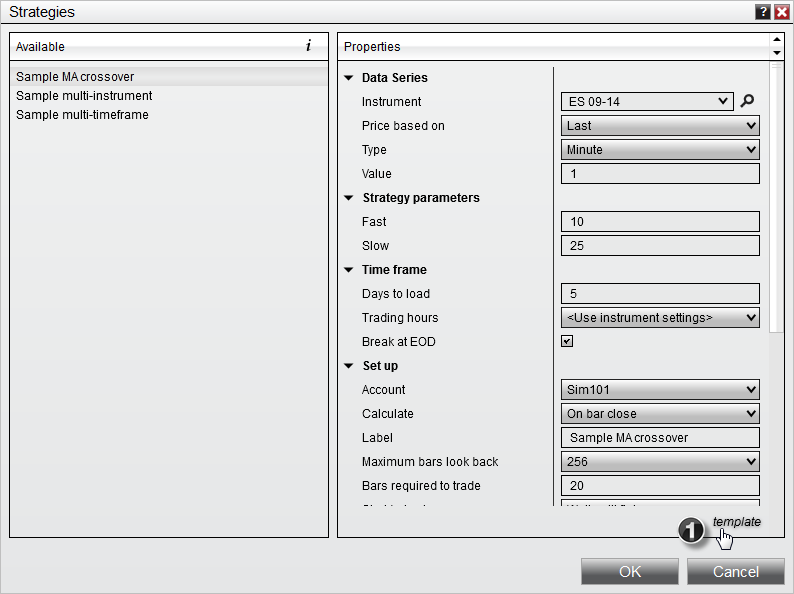 Strategies
?
Available i
Sample MA crossover
Sample multi-instrument
Sample multi-timeframe
Properties
Data Series
Instrument ES 09-14
Price based on Last
Type Minute
Value 1
Strategy parameters
Fast 10
Slow 25
Time frame
Days to load 5
Trading hours <Use instrument settings>
Break at EOD
Set up
Account Sim101
Calculate On bar close
Label Sample MA crossover
Maximum bars look back 256
Bars required to trade 20
1 template
OK Cancel